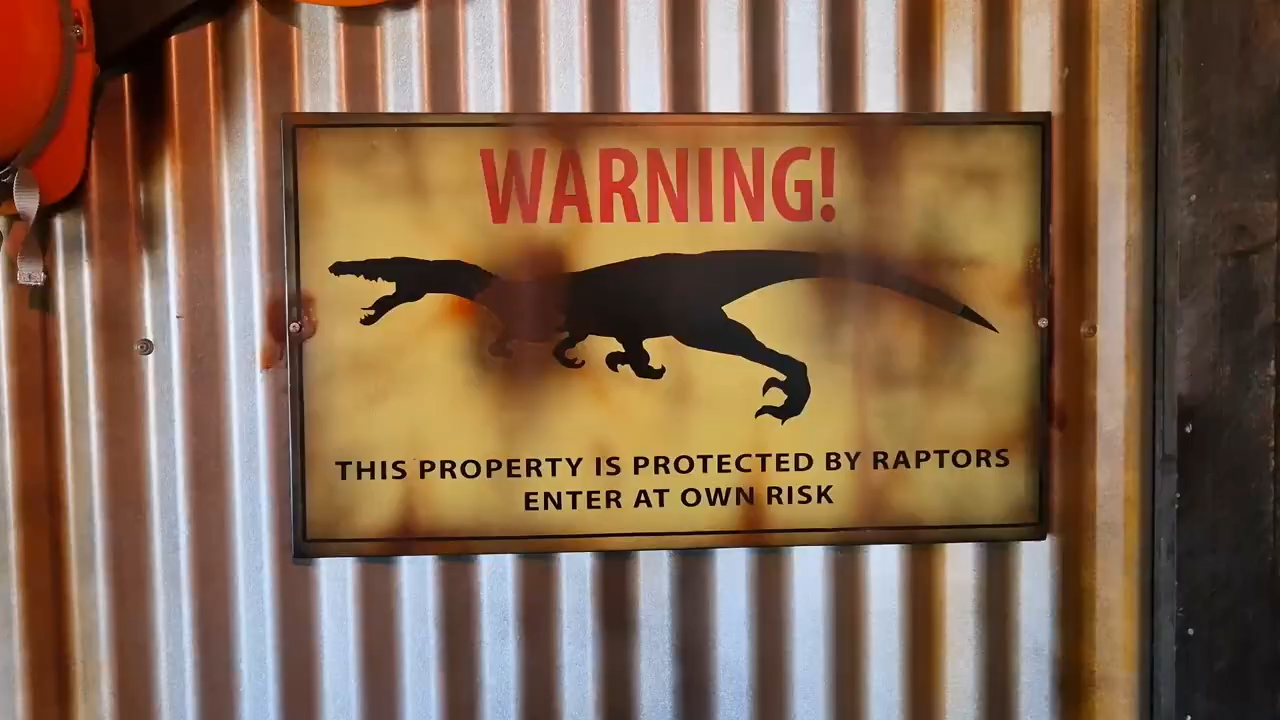 WARNING!
THIS PROPERTY IS PROTECTED BY RAPTORS
ENTER AT OWN RISK